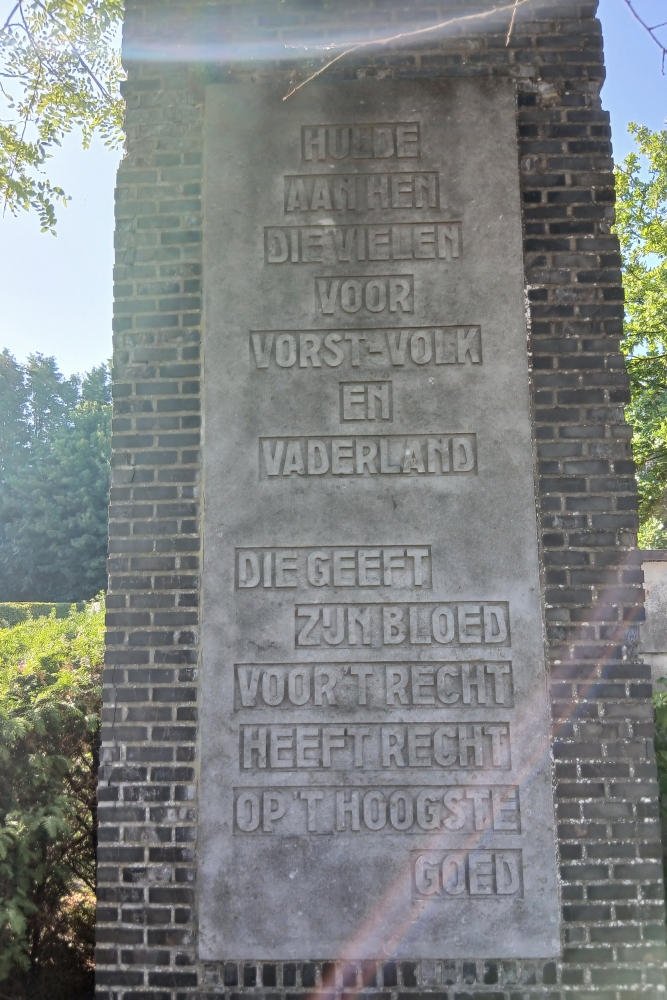 HULDE
AAN HEN
DIE VIELEN
VOOR
VORST-VOLK
EN
VADERLAND
DIE GEEFT
ZIJN BLOED
VOOR 'T RECHT
HEEFT RECHT
OP 'T HOOGSTE
GOED